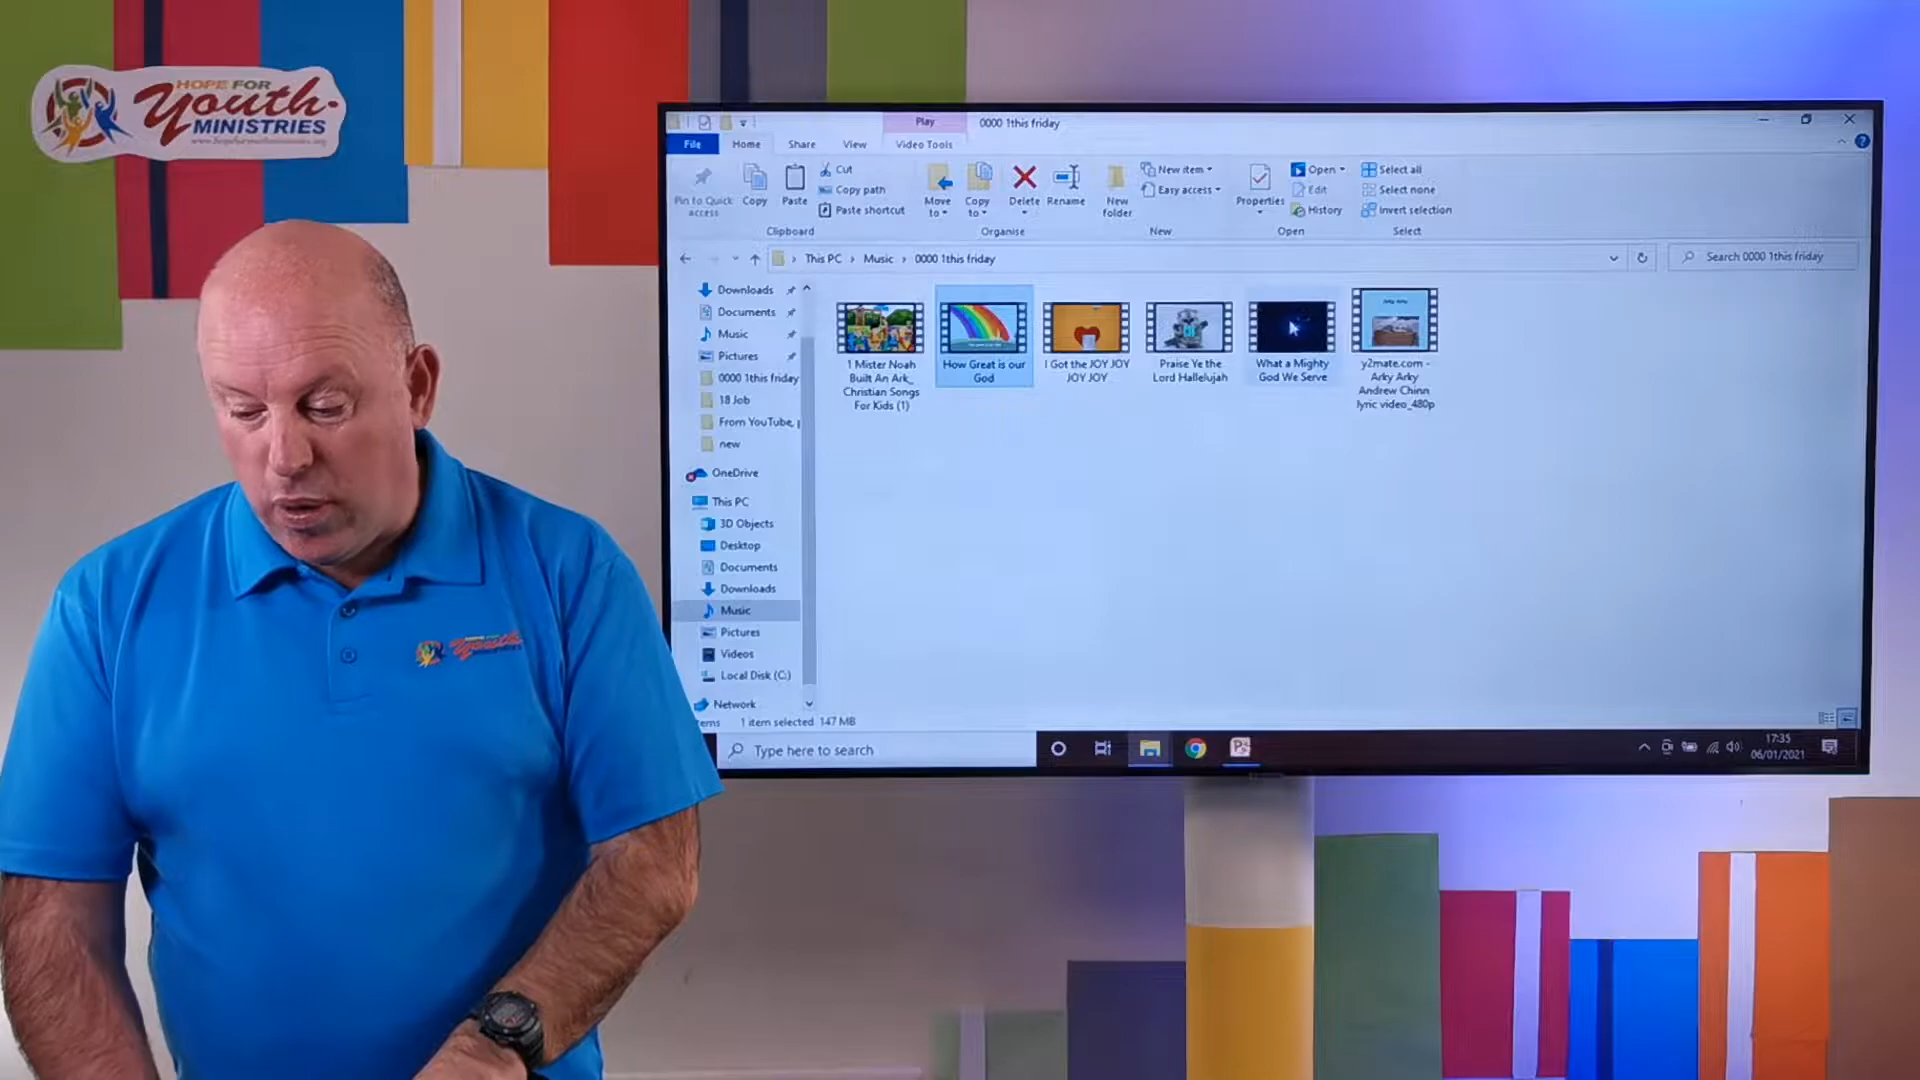 HOPE FOR
Youth
MINISTRIES
Play
0000 1this friday
File
Home
Share
View
Video Tools
Pin to Quick
access
Copy
Paste
Cut
Copy path
Paste shortcut
Clipboard
Move
to
Copy
to
Delete
Rename
Organise
New
folder
New item
Easy access
New
Properties
Open
Edit
History
Open
Select all
Select none
Invert selection
Select
This PC
Music
0000 1this friday
Search 0000 1this friday
Downloads
Documents
Music
Pictures
0000 1this friday
18 Job
From YouTube, p
new
OneDrive
This PC
3D Objects
Desktop
Documents
Downloads
Music
Pictures
Videos
Local Disk (C:)
Network
1 Mister Noah
Built An Ark_
Christian Songs
For Kids (1)
How Great is our
God
I Got the JOY JOY
JOY JOY
Praise Ye the
Lord Hallelujah
What a Mighty
God We Serve
y2mate.com -
Arky Arky
Andrew Chinn
lyric video_480p
1 item selected 147 MB
Type here to search
17:35
06/01/2021
Youth